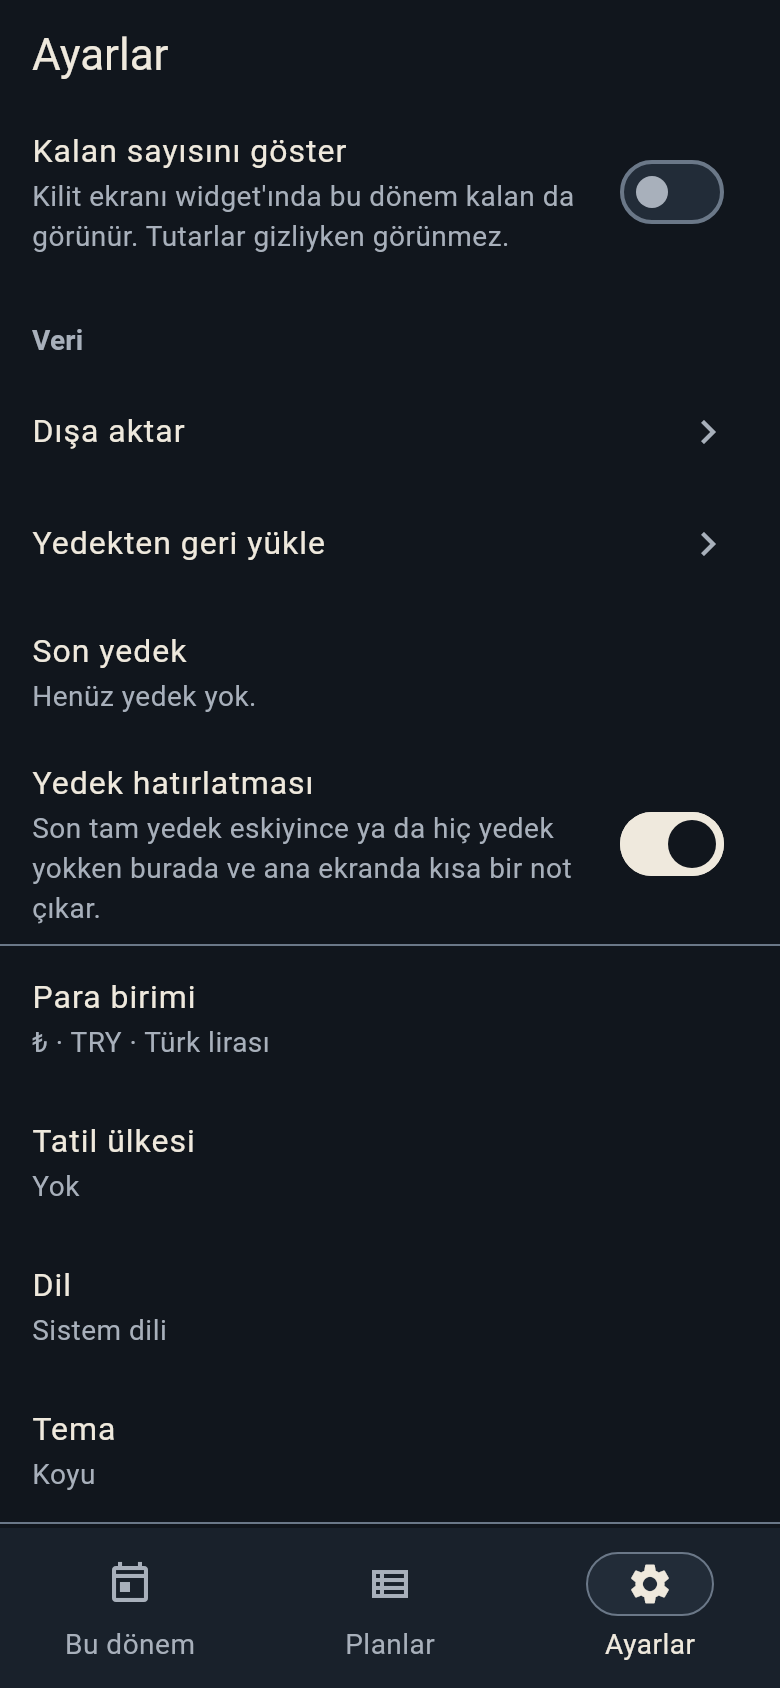 Ayarlar
Kalan sayısını göster
Kilit ekranı widget'ında bu dönem kalan da
görünür. Tutarlar gizliyken görünmez.
Veri
Dışa aktar
Yedekten geri yükle
Son yedek
Henüz yedek yok.
Yedek hatırlatması
Son tam yedek eskiyince ya da hiç yedek
yokken burada ve ana ekranda kısa bir not
çıkar.
Para birimi
₺ · TRY · Türk lirası
Tatil ülkesi
Yok
Dil
Sistem dili
Tema
Koyu
Bu dönem
Planlar
Ayarlar